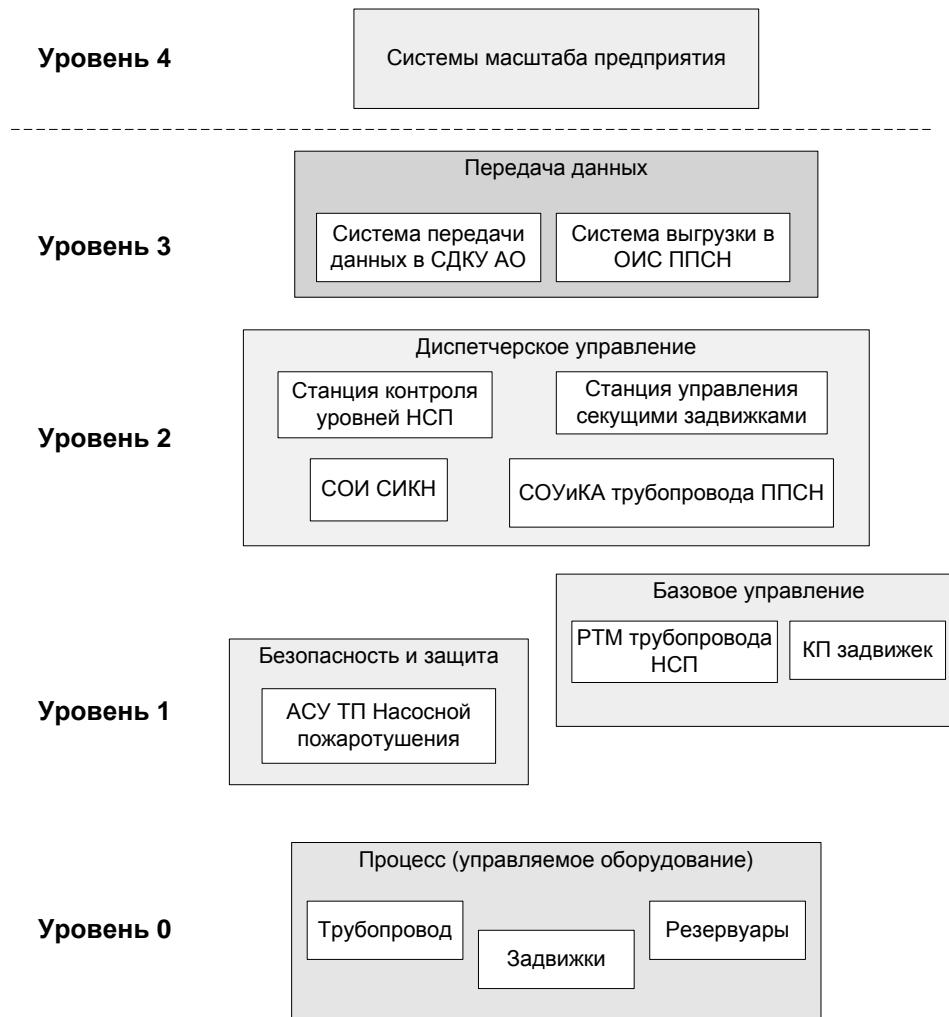 Уровень 4
Системы масштаба предприятия
Передача данных
Уровень 3
Система передачи
данных в СДКУ АО
Система выгрузки в
ОИС ППСН
Диспетчерское управление
Станция контроля
уровней НСП
Станция управления
секущими задвижками
Уровень 2
СОИ СИКН
СОУиКА трубопровода ППСН
Базовое управление
РТМ трубопровода
НСП
КП задвижек
Безопасность и защита
Уровень 1
АСУ ТП Насосной
пожаротушения
Процесс (управляемое оборудование)
Уровень 0
Трубопровод
Задвижки
Резервуары